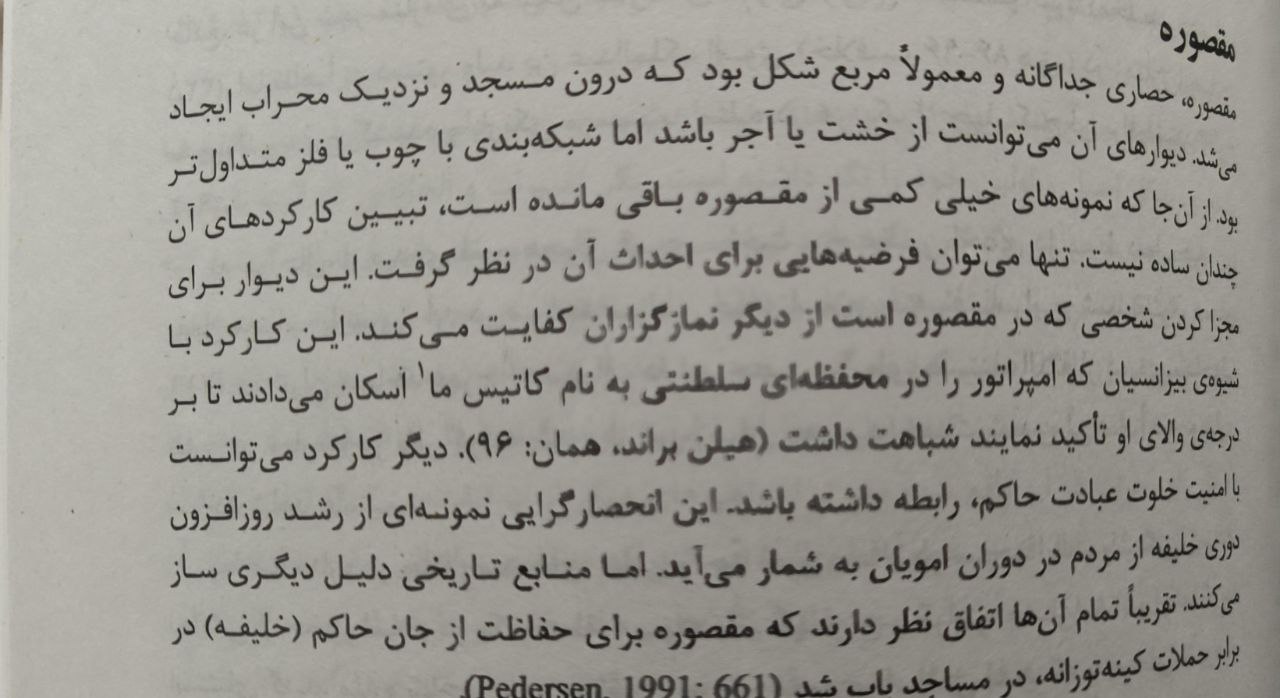 مقصوره
مقصوره، حصاری جداگانه و معمولاً مربع شکل بود که درون مسجد و نزدیک محراب ایجاد
می‌شد. دیوارهای آن می‌توانست از خشت یا آجر باشد اما شبکه‌بندی با چوب یا فلز متداول‌تر
بود. از آن‌جا که نمونه‌های خیلی کمی از مقصوره باقی مانده است، تبیین کارکردهای آن
چندان ساده نیست. تنها می‌توان فرضیه‌هایی برای احداث آن در نظر گرفت. این دیوار برای
مجزا کردن شخصی که در مقصوره است از دیگر نمازگزاران کفایت می‌کند. این کارکرد با
شیوه‌ی بیزانسیان که امپراتور را در محفظه‌ای سلطنتی به نام کاتیس ما۱ اسکان می‌دادند تا بر
درجه‌ی والای او تأکید نمایند شباهت داشت (هیلن براند، همان: ۹۶). دیگر کارکرد می‌توانست
با امنیت خلوت عبادت حاکم، رابطه داشته باشد. این انحصارگرایی نمونه‌ای از رشد روزافزون
دوری خلیفه از مردم در دوران امویان به شمار می‌آید. اما منابع تاریخی دلیل دیگری ساز
می‌کنند. تقریباً تمام آن‌ها اتفاق نظر دارند که مقصوره برای حفاظت از جان حاکم (خلیفه) در
برابر حملات کینه‌توزانه، در مساجد باب شد (Pedersen, 1991: 661).